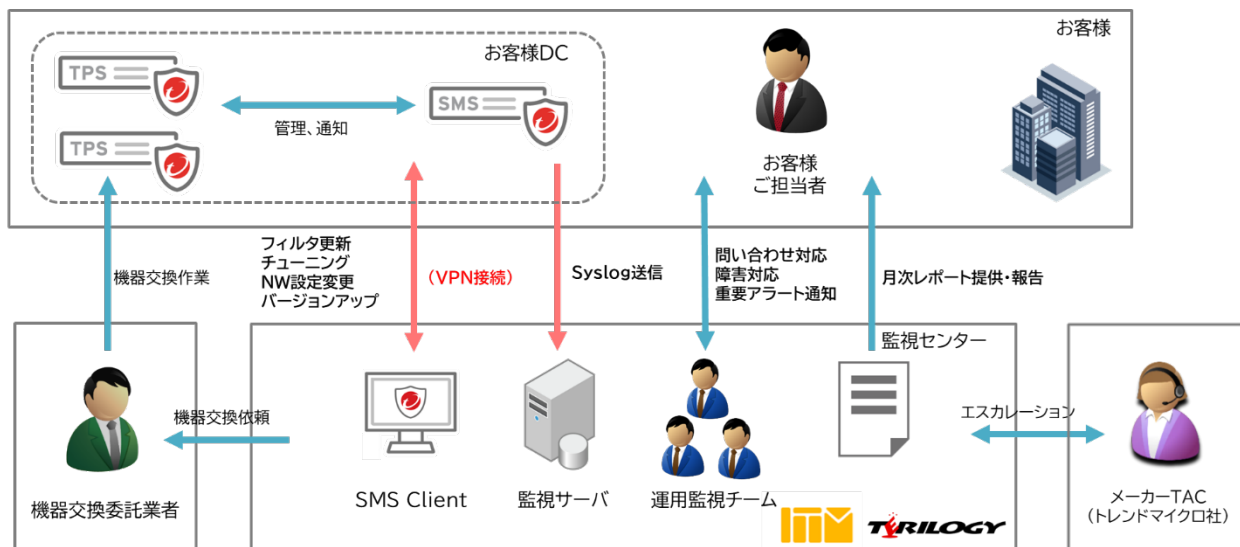 お客様
お客様DC
TPS
TPS
SMS
管理、通知
お客様
ご担当者
機器交換作業
フィルタ更新
チューニング
NW設定変更
バージョンアップ
（VPN接続）
Syslog送信
問い合わせ対応
障害対応
重要アラート通知
月次レポート提供・報告
監視センター
機器交換依頼
エスカレーション
機器交換委託業者
SMS Client
監視サーバ
運用監視チーム
メーカーTAC
（トレンドマイクロ社）
TERILOGY